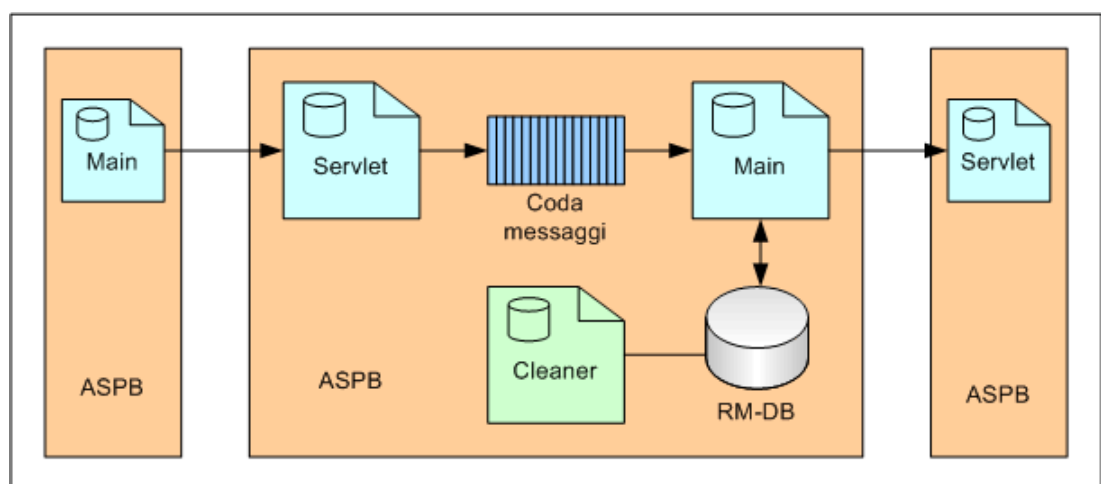 Main
ASPB
Servlet
Coda
messaggi
Main
Cleaner
RM-DB
ASPB
Servlet
ASPB